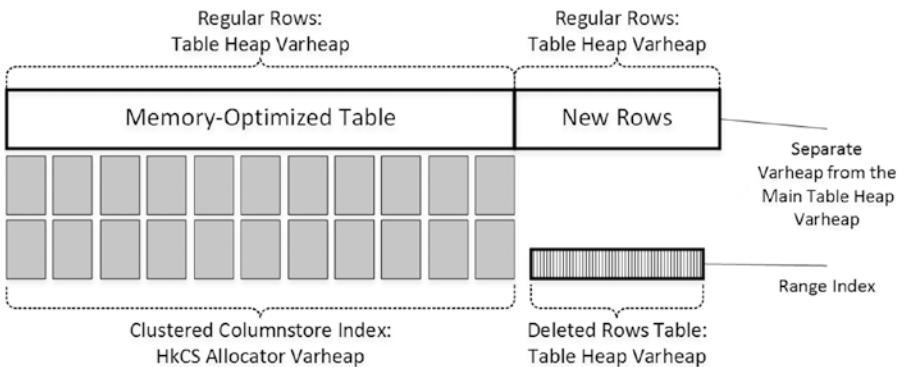 Regular Rows:
Table Heap Varheap
Regular Rows:
Table Heap Varheap
Memory-Optimized Table
New Rows
Separate
Varheap from the
Main Table Heap
Varheap
Range Index
Clustered Columnstore Index:
HkCS Allocator Varheap
Deleted Rows Table:
Table Heap Varheap